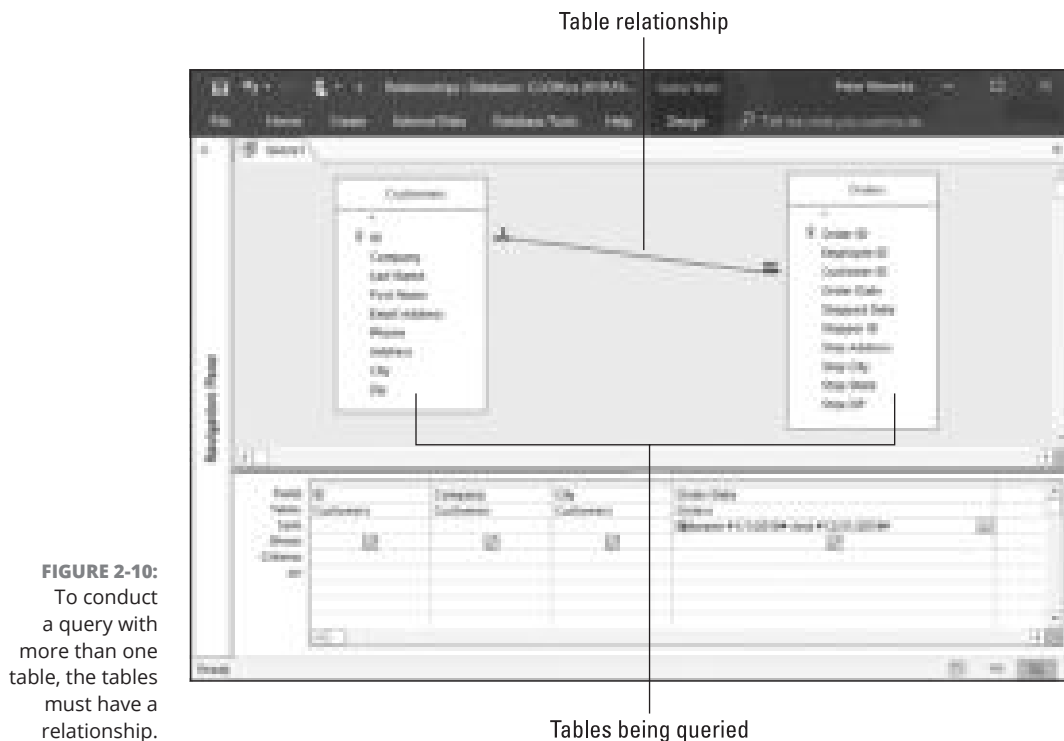 Table relationship
File Home Create External Data Database Tools Help Design
Query1
Customers
ID
Company
Last Name
First Name
Email Address
Phone
Address
City
Zip
Orders
Order ID
Employee ID
Customer ID
Order Date
Shipped Date
Shipper ID
Ship Address
Ship City
Ship State
Ship ZIP
Navigation Pane
Field: ID Company City Order Date
Table: Customers Customers Customers Orders
Sort:
Show:
Criteria:
or:
Ready
FIGURE 2-10:
To conduct
a query with
more than one
table, the tables
must have a
relationship.
Tables being queried